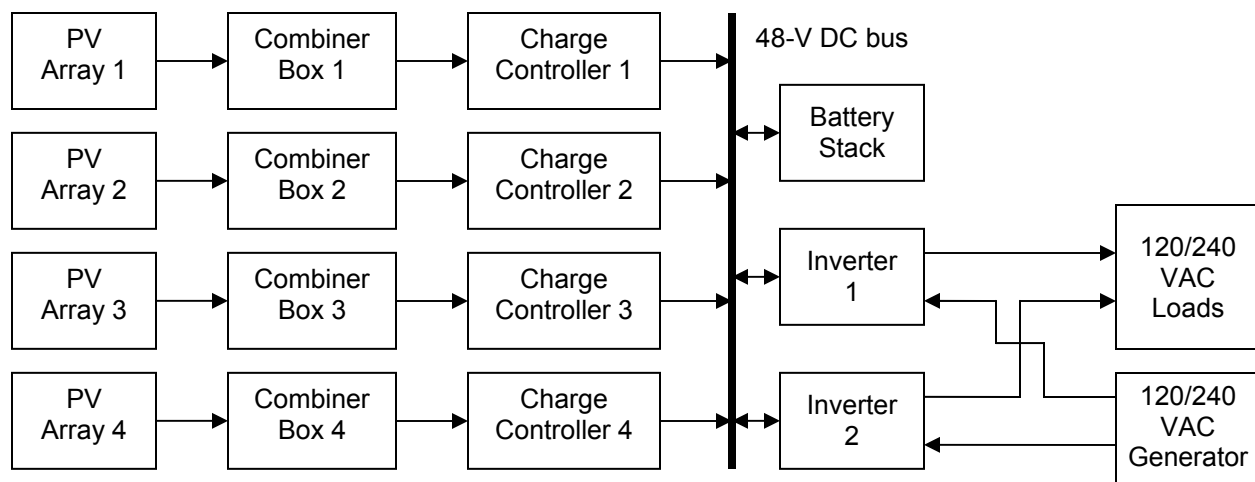 PV
Array 1
Combiner
Box 1
Charge
Controller 1
48-V DC bus
Battery
Stack
PV
Array 2
Combiner
Box 2
Charge
Controller 2
PV
Array 3
Combiner
Box 3
Charge
Controller 3
Inverter
1
120/240
VAC
Loads
PV
Array 4
Combiner
Box 4
Charge
Controller 4
Inverter
2
120/240
VAC
Generator